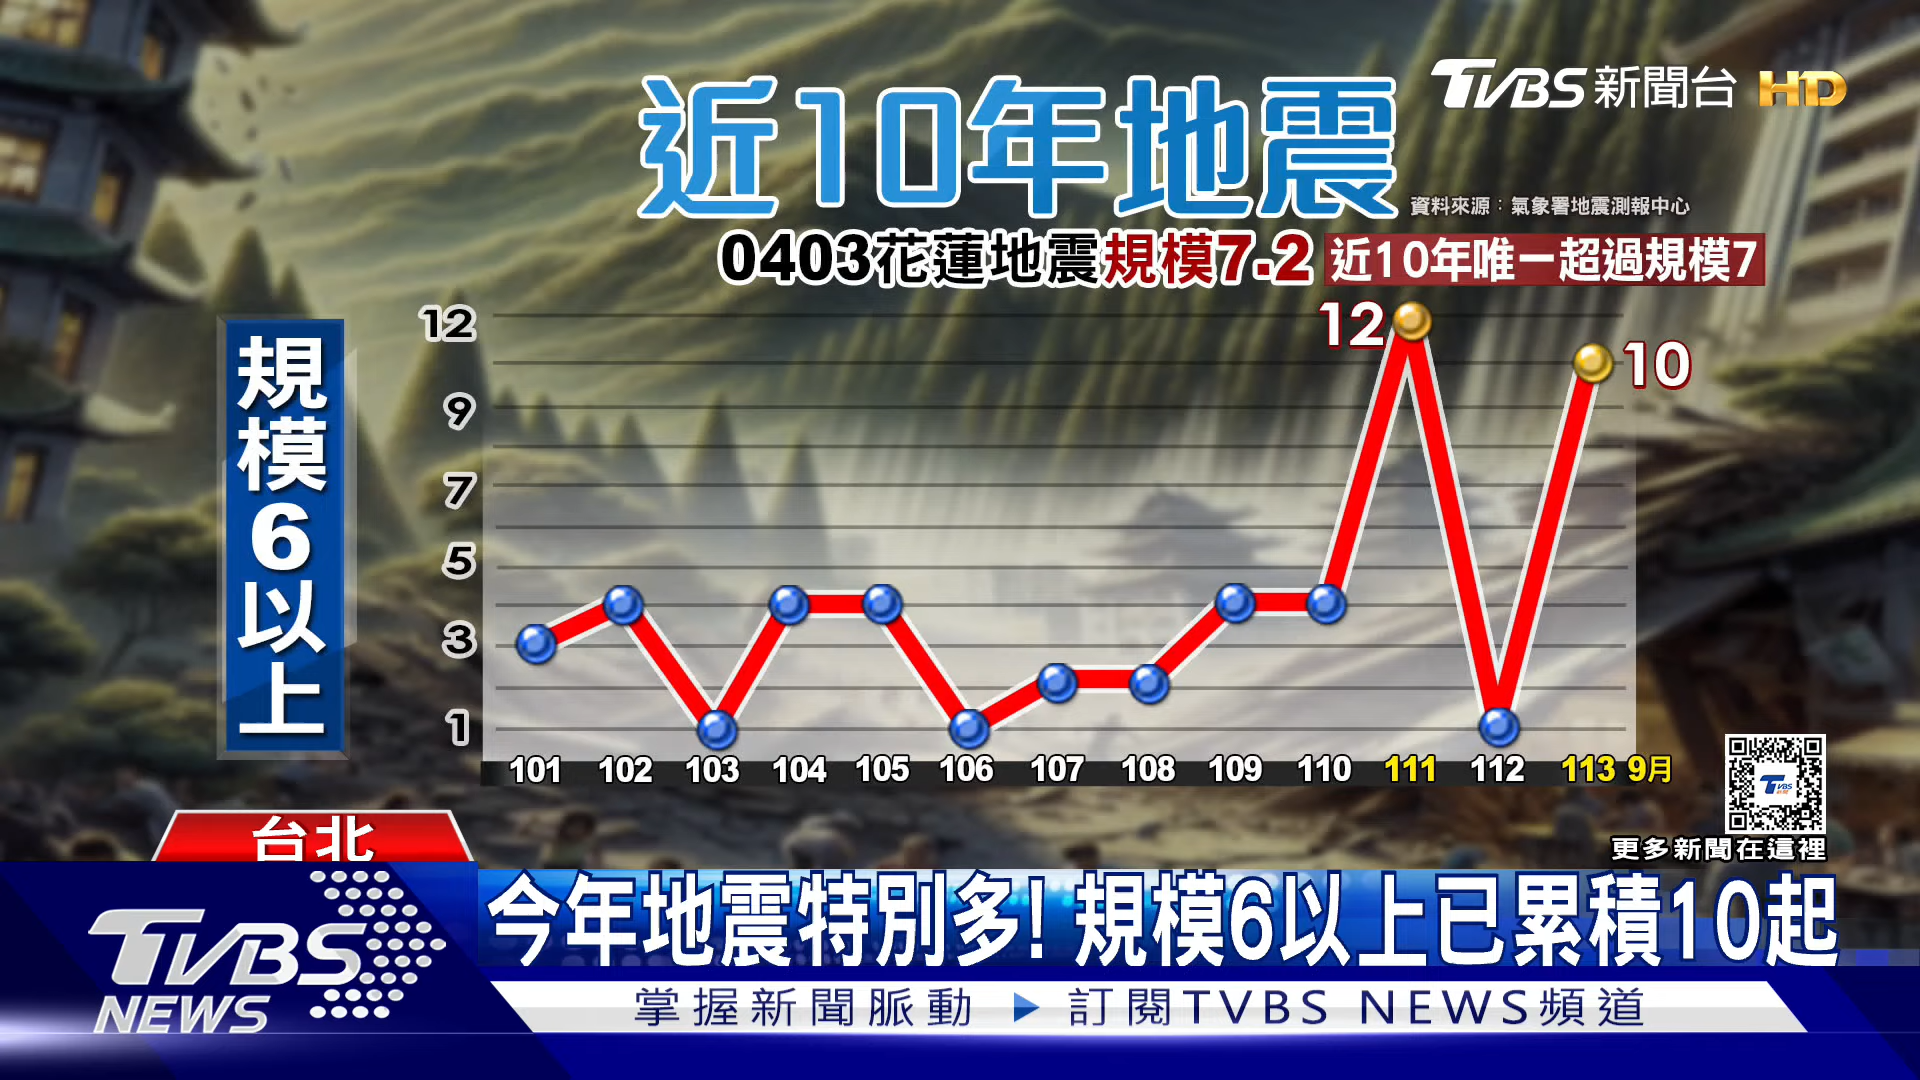 近10年地震
TVBS新聞台 HD
資料來源：氣象署地震測報中心
0403花蓮地震規模7.2 近10年唯一超過規模7
規模6以上
12
9
7
5
3
1
12
10
101 102 103 104 105 106 107 108 109 110 111 112 113 9月
TVBS
新聞
更多新聞在這裡
台北
今年地震特別多! 規模6以上已累積10起
TVBS
NEWS
掌握新聞脈動 ▶ 訂閱TVBS NEWS頻道